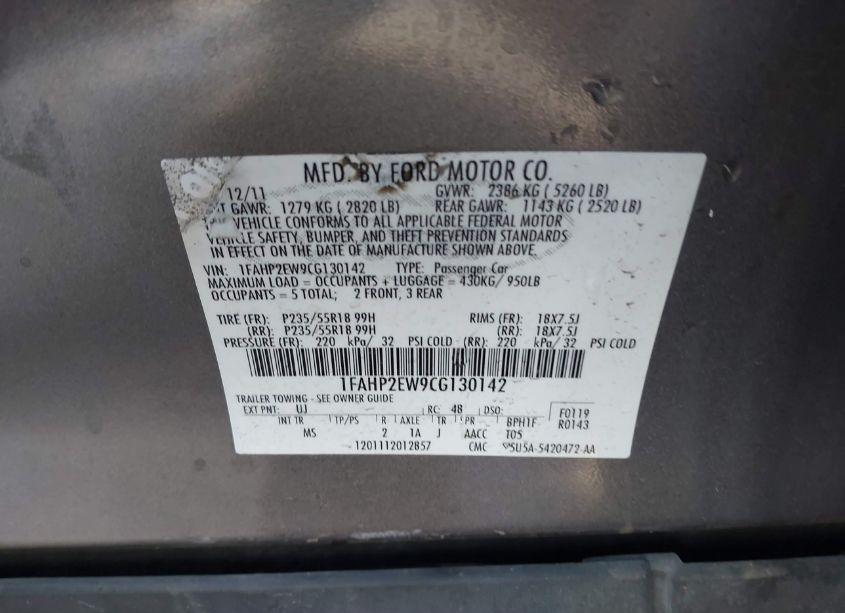 MFD. BY FORD MOTOR CO.
12/11 GVWR: 2386 KG ( 5260 LB)
GAWR: 1279 KG ( 2820 LB) REAR GAWR: 1143 KG ( 2520 LB)
VEHICLE CONFORMS TO ALL APPLICABLE FEDERAL MOTOR
VEHICLE SAFETY, BUMPER, AND THEFT PREVENTION STANDARDS
IN EFFECT ON THE DATE OF MANUFACTURE SHOWN ABOVE.
VIN: 1FAHP2EW9CG130142 TYPE: Passenger Car
MAXIMUM LOAD = OCCUPANTS + LUGGAGE = 430KG/ 950LB
OCCUPANTS = 5 TOTAL; 2 FRONT, 3 REAR
TIRE (FR): P235/55R18 99H RIMS (FR): 18X7.5J
(RR): P235/55R18 99H (RR): 18X7.5J
PRESSURE (FR): 220 kPa/ 32 PSI COLD (RR): 220 kPa/ 32 PSI COLD
1FAHP2EW9CG130142
TRAILER TOWING - SEE OWNER GUIDE
EXT PNT: UJ RC: 48 DSO: F0119
INT TR TP/PS R AXLE TR SPR BPH1F R0143
MS 2 1A J AACC T05
1201112012857 CMC 5U5A-5420472-AA